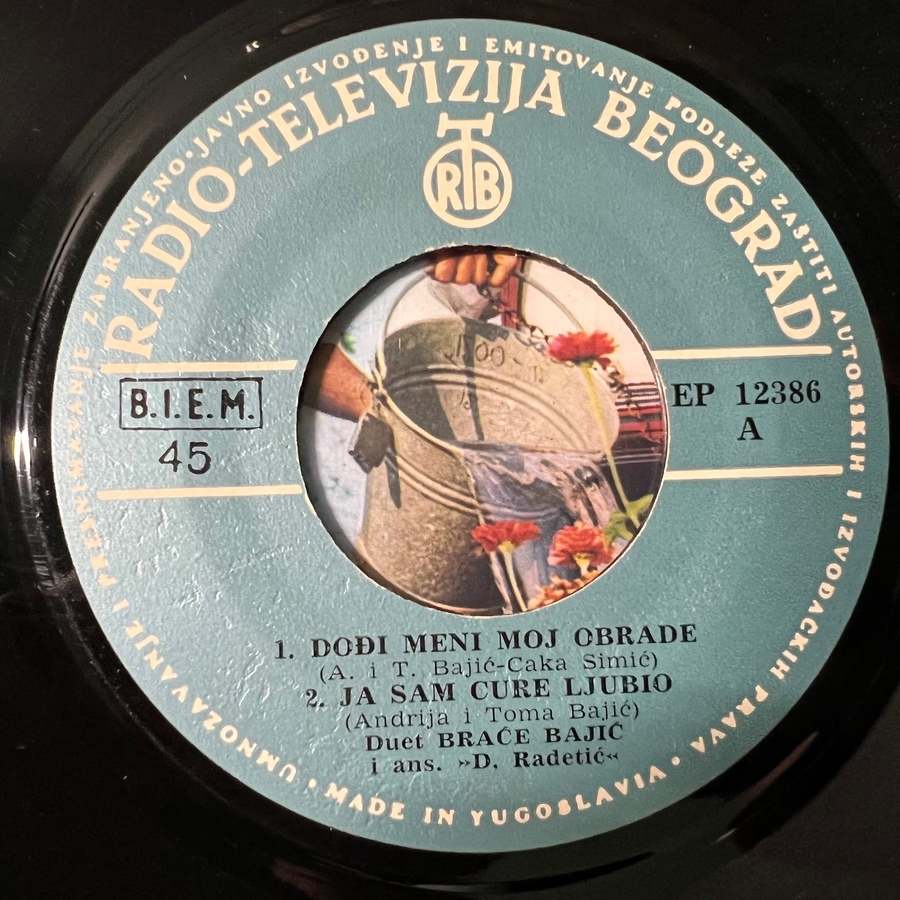 UMNOŽAVANJE I PRESNIMAVANJE ZABRANJENO • JAVNO IZVOĐENJE I EMITOVANJE PODLEŽE ZAŠTITI AUTORSKIH I IZVOĐAČKIH PRAVA •
RADIO-TELEVIZIJA BEOGRAD
RTB
B.I.E.M.
45
EP 12386
A
1. DOĐI MENI MOJ OBRADE
(A. i T. Bajić-Caka Simić)
2. JA SAM CURE LJUBIO
(Andrija i Toma Bajić)
Duet BRAĆE BAJIĆ
i ans. »D. Radetić«
• MADE IN YUGOSLAVIA •